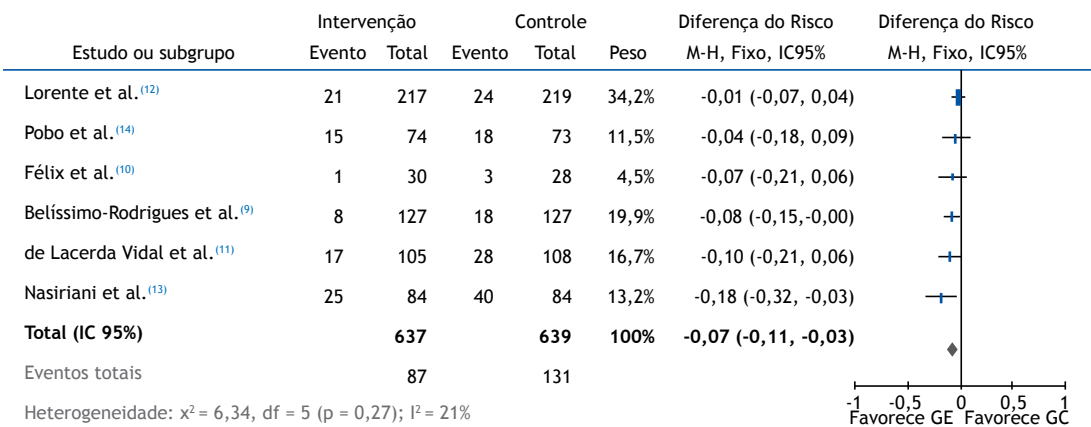 Intervenção Controle Diferença do Risco Diferença do Risco
Estudo ou subgrupo Evento Total Evento Total Peso M-H, Fixo, IC95% M-H, Fixo, IC95%
Lorente et al.(12) 21 217 24 219 34,2% -0,01 (-0,07, 0,04)
Pobo et al.(14) 15 74 18 73 11,5% -0,04 (-0,18, 0,09)
Félix et al.(10) 1 30 3 28 4,5% -0,07 (-0,21, 0,06)
Belíssimo-Rodrigues et al.(9) 8 127 18 127 19,9% -0,08 (-0,15,-0,00)
de Lacerda Vidal et al.(11) 17 105 28 108 16,7% -0,10 (-0,21, 0,06)
Nasiriani et al.(13) 25 84 40 84 13,2% -0,18 (-0,32, -0,03)
Total (IC 95%) 637 639 100% -0,07 (-0,11, -0,03)
Eventos totais 87 131
Heterogeneidade: x² = 6,34, df = 5 (p = 0,27); I² = 21%
-1 -0,5 0 0,5 1
Favorece GE Favorece GC